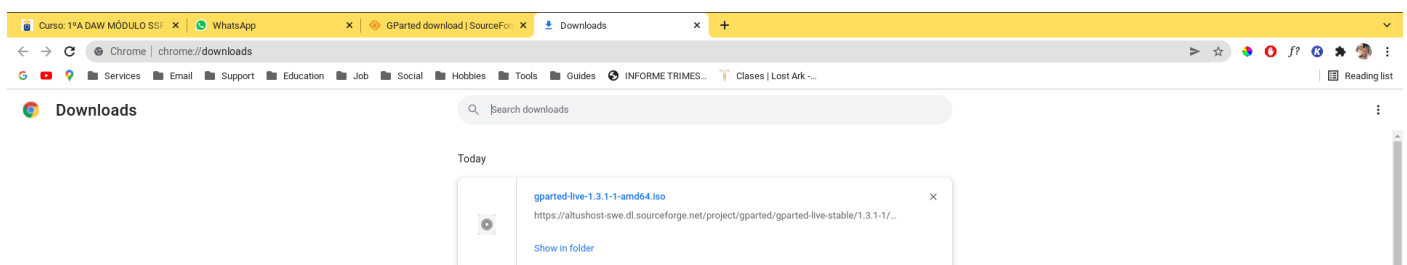 Curso: 1ºA DAW MÓDULO SSF WhatsApp GParted download | SourceFor Downloads
Chrome | chrome://downloads f?
Services Email Support Education Job Social Hobbies Tools Guides INFORME TRIMES... Clases | Lost Ark -... Reading list
Downloads Search downloads
Today
gparted-live-1.3.1-1-amd64.iso
https://altushost-swe.dl.sourceforge.net/project/gparted/gparted-live-stable/1.3.1-1/...
Show in folder